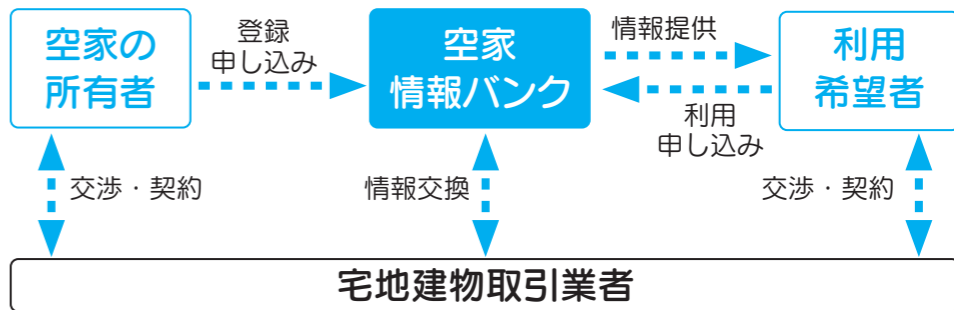 空家の
所有者
登録
申し込み
空家
情報バンク
情報提供
利用
申し込み
利用
希望者
交渉・契約
情報交換
交渉・契約
宅地建物取引業者